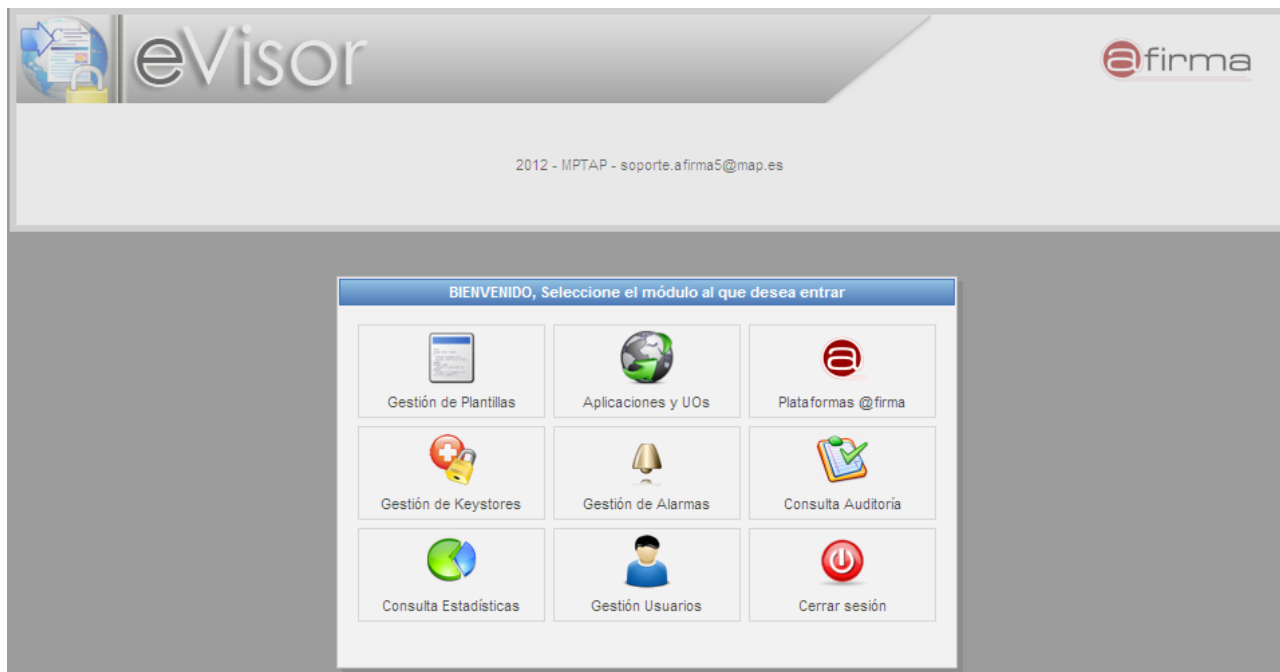 eVisor
@firma
2012 - MPTAP - soporte.afirma5@map.es
BIENVENIDO, Seleccione el módulo al que desea entrar
Gestión de Plantillas
Aplicaciones y UOs
Plataformas @firma
Gestión de Keystores
Gestión de Alarmas
Consulta Auditoría
Consulta Estadísticas
Gestión Usuarios
Cerrar sesión